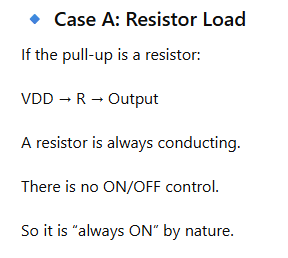 Case A: Resistor Load
If the pull-up is a resistor:
VDD → R → Output
A resistor is always conducting.
There is no ON/OFF control.
So it is “always ON” by nature.